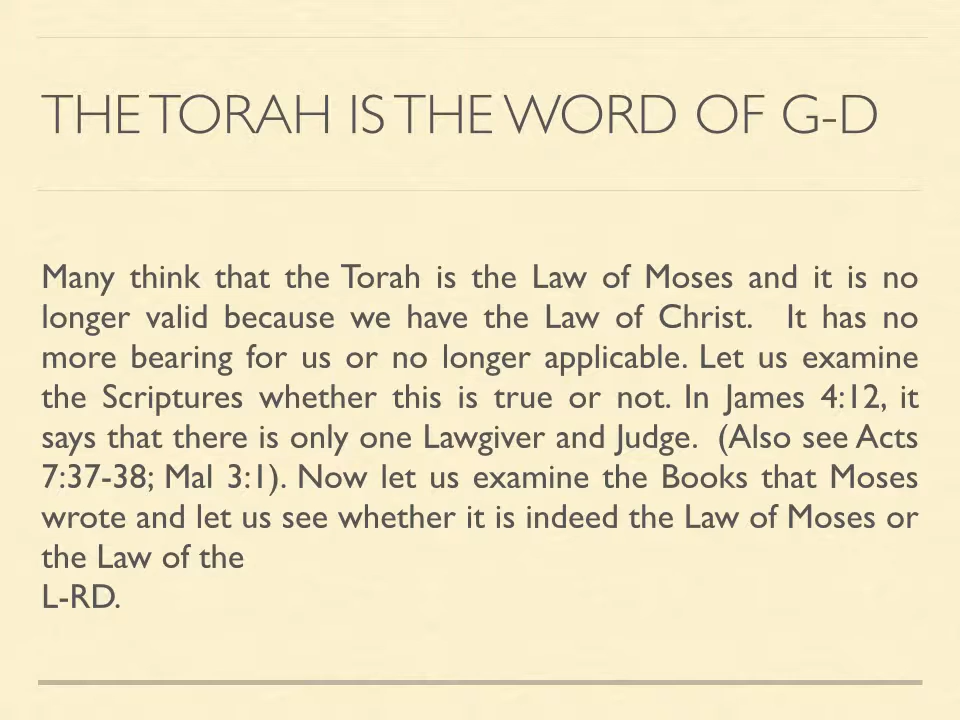 THE TORAH IS THE WORD OF G-D
Many think that the Torah is the Law of Moses and it is no
longer valid because we have the Law of Christ.  It has no
more bearing for us or no longer applicable. Let us examine
the Scriptures whether this is true or not. In James 4:12, it
says that there is only one Lawgiver and Judge.  (Also see Acts
7:37-38; Mal 3:1). Now let us examine the Books that Moses
wrote and let us see whether it is indeed the Law of Moses or
the Law of the
L-RD.